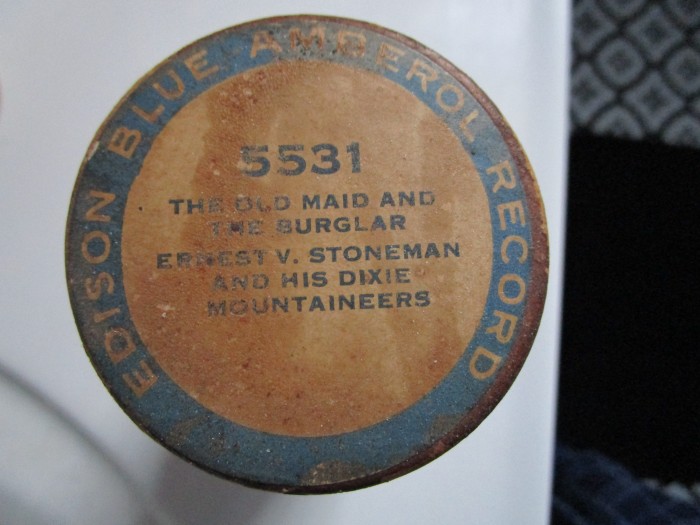 EDISON BLUE AMBEROL RECORD
5531
THE OLD MAID AND
THE BURGLAR
ERNEST V. STONEMAN
AND HIS DIXIE
MOUNTAINEERS